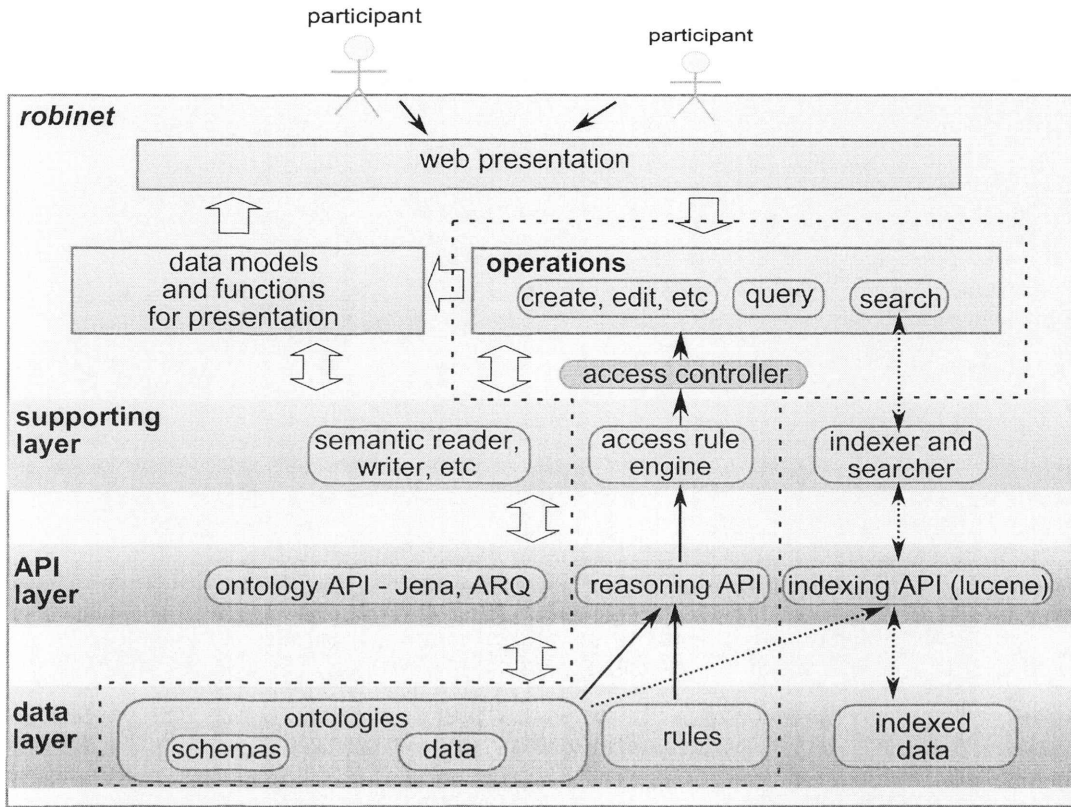 participant
participant
robinet
web presentation
data models
and functions
for presentation
operations
create, edit, etc
query
search
access controller
supporting
layer
semantic reader,
writer, etc
access rule
engine
indexer and
searcher
API
layer
ontology API - Jena, ARQ
reasoning API
indexing API (lucene)
data
layer
ontologies
schemas
data
rules
indexed
data